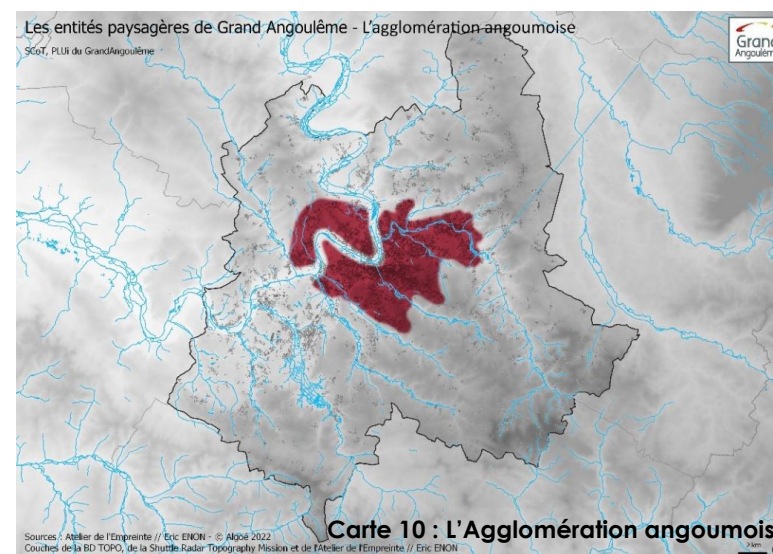 Les entités paysagères de Grand Angoulême - L'agglomération angoumoise
SCoT, PLUi du GrandAngoulême
Grand
Angoulême
Sources : Atelier de l'Empreinte // Eric ENON - © Algoé 2022
Couches de la BD TOPO, de la Shuttle Radar Topography Mission et de l'Atelier de l'Empreinte // Eric ENON
Carte 10 : L'Agglomération angoumois